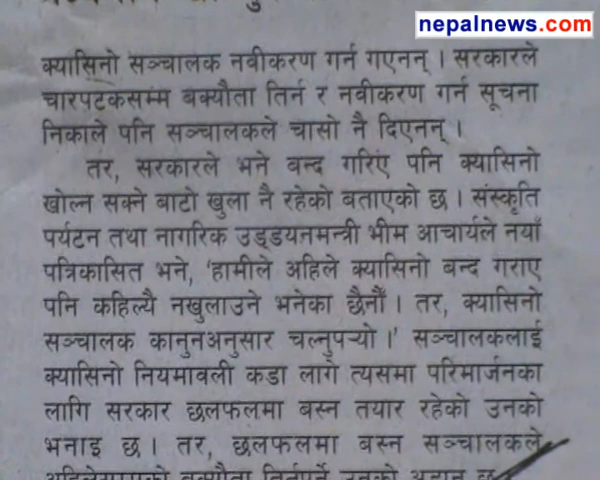 nepalnews.com
क्यासिनो सञ्चालक नवीकरण गर्न गएनन् । सरकारले
चारपटकसम्म बक्यौता तिर्न र नवीकरण गर्न सूचना
निकाले पनि सञ्चालकले चासो नै दिएनन् ।
तर, सरकारले भने बन्द गरिए पनि क्यासिनो
खोल्न सक्ने बाटो खुला नै रहेको बताएको छ । संस्कृति
पर्यटन तथा नागरिक उड्डयनमन्त्री भीम आचार्यले नयाँ
पत्रिकासित भने, ‘हामीले अहिले क्यासिनो बन्द गराए
पनि कहिल्यै नखुलाउने भनेका छैनौँ । तर, क्यासिनो
सञ्चालक कानुनअनुसार चल्नुपऱ्यो ।’ सञ्चालकलाई
क्यासिनो नियमावली कडा लागे त्यसमा परिमार्जनका
लागि सरकार छलफलमा बस्न तयार रहेको उनको
भनाइ छ । तर, छलफलमा बस्न सञ्चालकले